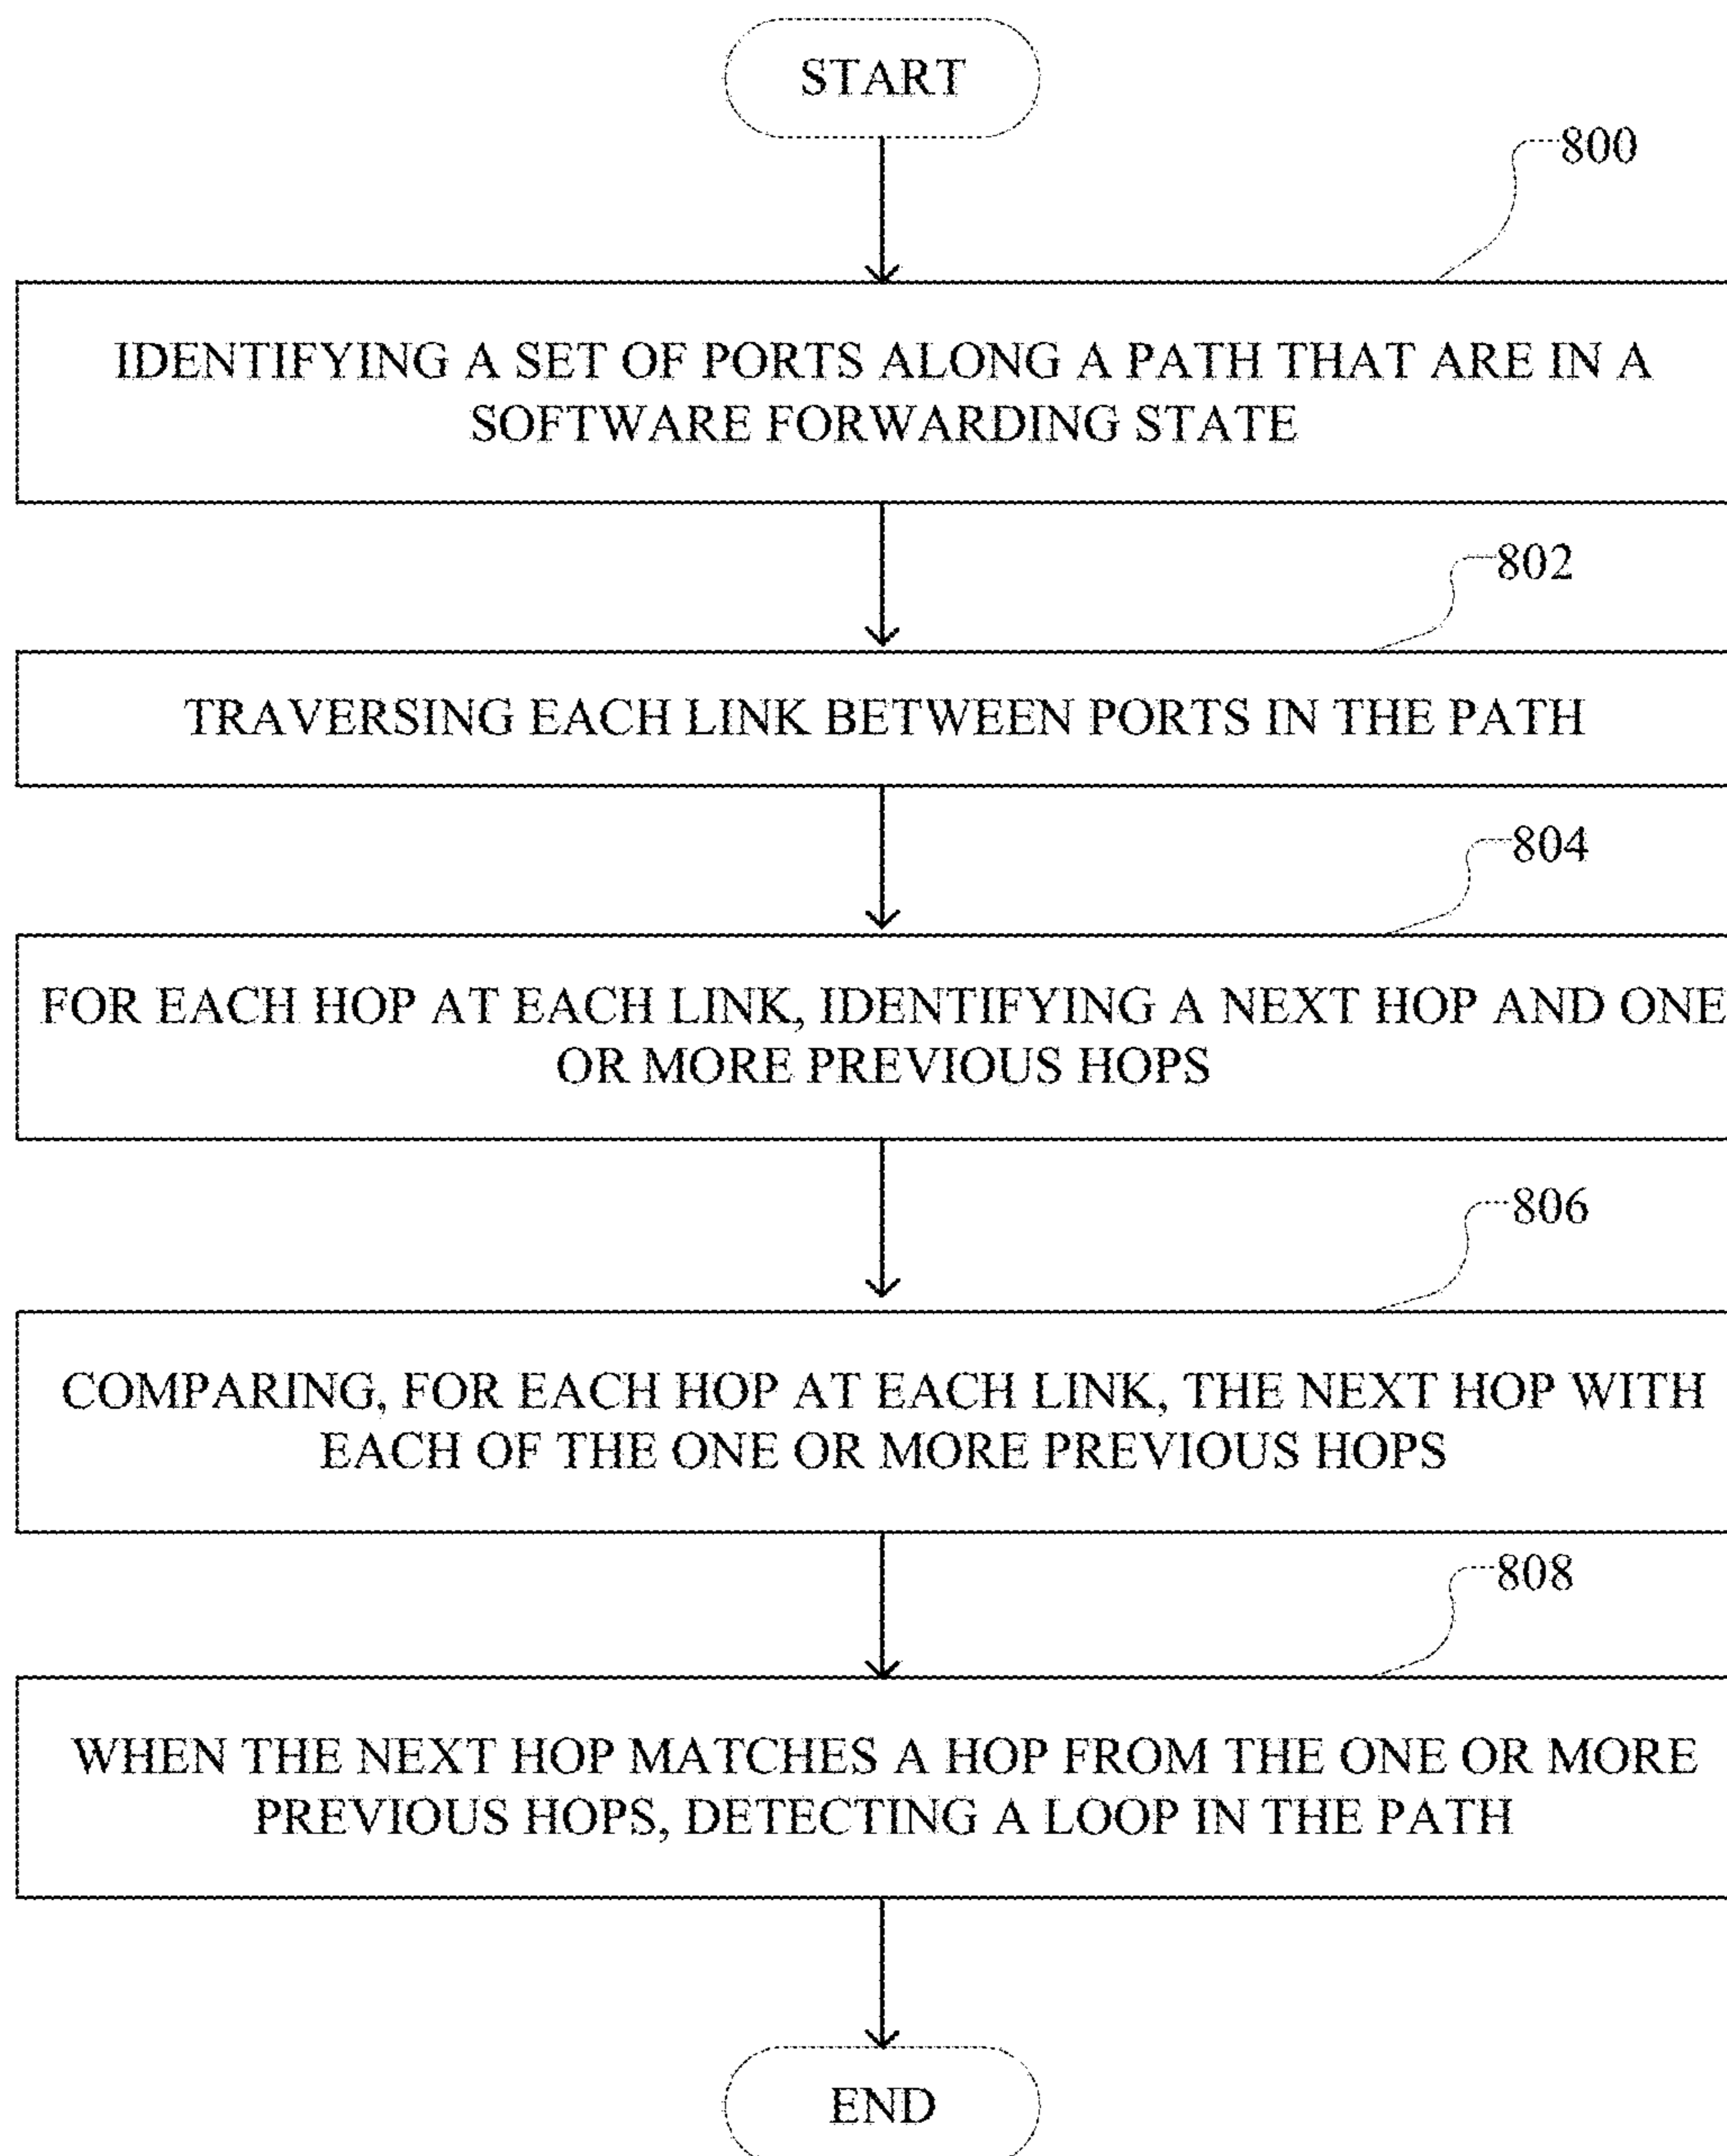 START
800
IDENTIFYING A SET OF PORTS ALONG A PATH THAT ARE IN A
SOFTWARE FORWARDING STATE
802
TRAVERSING EACH LINK BETWEEN PORTS IN THE PATH
804
FOR EACH HOP AT EACH LINK, IDENTIFYING A NEXT HOP AND ONE
OR MORE PREVIOUS HOPS
806
COMPARING, FOR EACH HOP AT EACH LINK, THE NEXT HOP WITH
EACH OF THE ONE OR MORE PREVIOUS HOPS
808
WHEN THE NEXT HOP MATCHES A HOP FROM THE ONE OR MORE
PREVIOUS HOPS, DETECTING A LOOP IN THE PATH
END